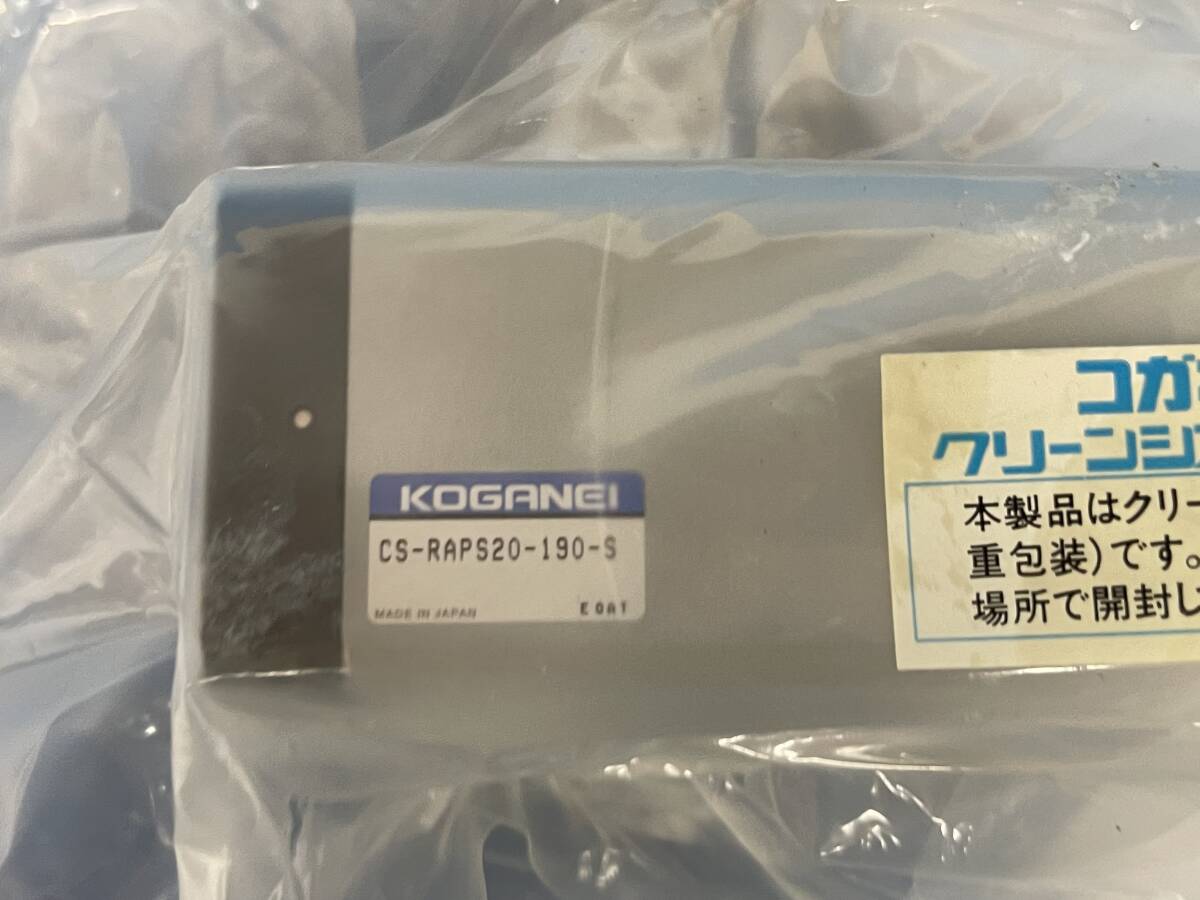 KOGANEI
CS-RAPS20-190-S
MADE IN JAPAN E0A1
コガ
クリーンシ
本製品はクリー
重包装)です。
場所で開封し